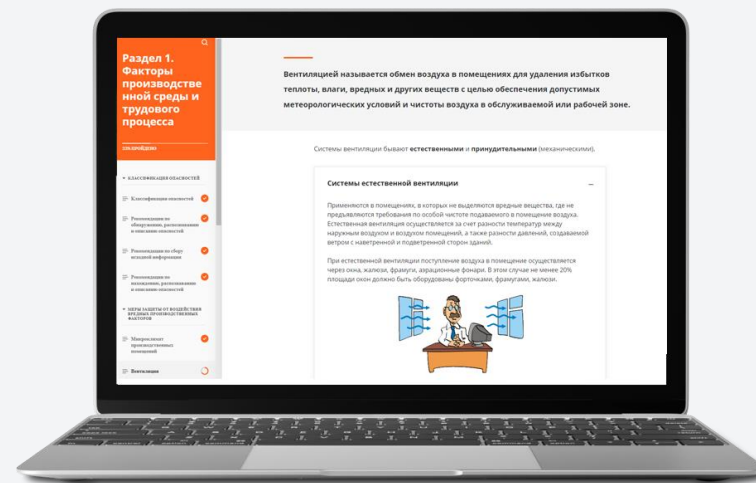 Раздел 1.
Факторы
производстве
нной среды и
трудового
процесса
КЛАССИФИКАЦИЯ ОПАСНОСТЕЙ
Классификация опасностей
Рекомендации по
обнаружению, распознаванию
и описанию опасностей
Рекомендации по сбору
исходной информации
Рекомендации по
нахождению, распознаванию
и описанию опасностей
МЕРЫ ЗАЩИТЫ ОТ ВОЗДЕЙСТВИЯ
ВРЕДНЫХ ПРОИЗВОДСТВЕННЫХ
ФАКТОРОВ
Микроклимат
производственных
помещений
Вентиляция
Вентиляцией называется обмен воздуха в помещениях для удаления избытков
теплоты, влаги, вредных и других веществ с целью обеспечения допустимых
метеорологических условий и чистоты воздуха в обслуживаемой или рабочей зоне.
Системы вентиляции бывают естественными и принудительными (механическими).
Системы естественной вентиляции
Применяются в помещениях, в которых не выделяются вредные вещества, где не
предъявляются требования по особой чистоте подаваемого в помещение воздуха.
Естественная вентиляция осуществляется за счет разности температур между
наружным воздухом и воздухом помещений, а также разности давлений, создаваемой
ветром с наветренной и подветренной сторон зданий.
При естественной вентиляции поступление воздуха в помещение осуществляется
через окна, жалюзи, фрамуги, аэрационные фонари. В этом случае не менее 20%
площади окон должно быть оборудованы форточками, фрамугами, жалюзи.